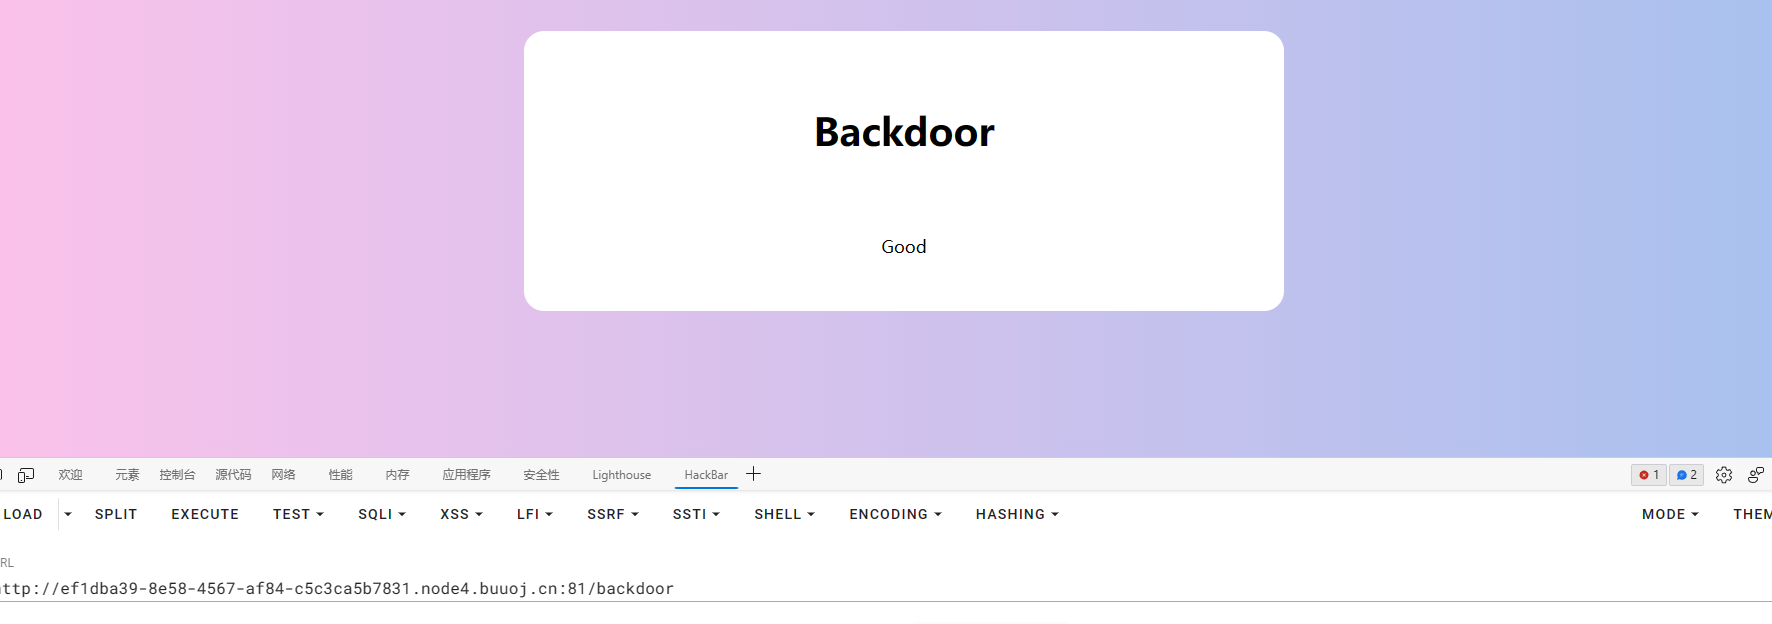 Backdoor
Good
欢迎 元素 控制台 源代码 网络 性能 内存 应用程序 安全性 Lighthouse HackBar 1 2
LOAD SPLIT EXECUTE TEST SQLI XSS LFI SSRF SSTI SHELL ENCODING HASHING MODE THEM
RL
ttp://ef1dba39-8e58-4567-af84-c5c3ca5b7831.node4.buuoj.cn:81/backdoor